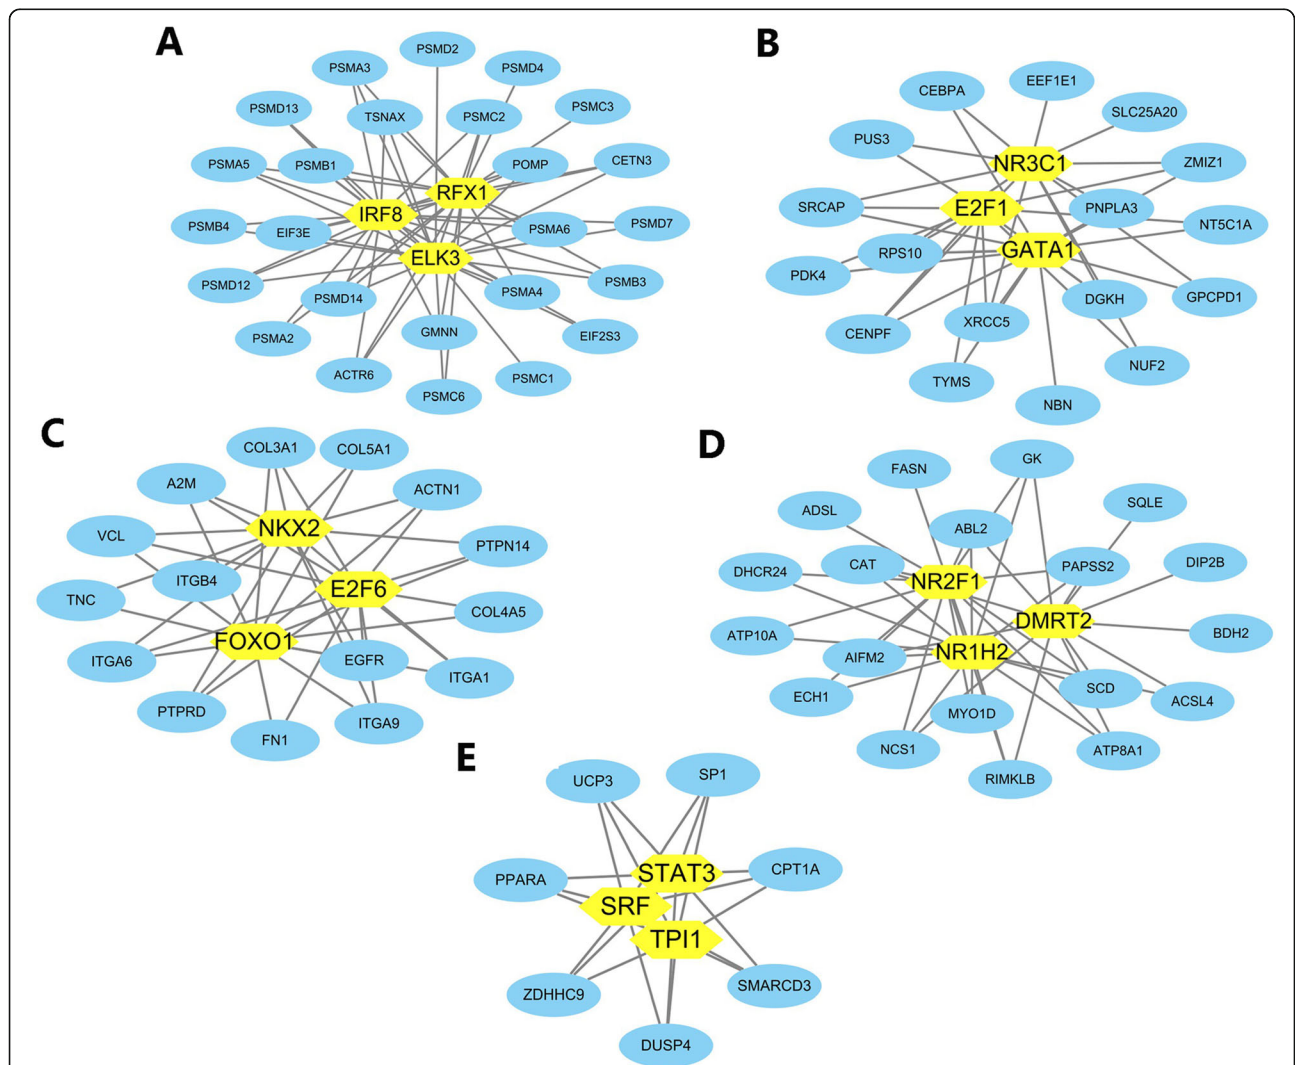 A
PSMD2
PSMA3
PSMD4
PSMD13
TSNAX
PSMC2
PSMC3
PSMA5
PSMB1
POMP
CETN3
RFX1
IRF8
PSMB4
EIF3E
PSMA6
PSMD7
ELK3
PSMD12
PSMD14
PSMA4
PSMB3
PSMA2
GMNN
EIF2S3
ACTR6
PSMC1
PSMC6
B
CEBPA
EEF1E1
SLC25A20
PUS3
NR3C1
ZMIZ1
SRCAP
E2F1
PNPLA3
NT5C1A
RPS10
GATA1
PDK4
DGKH
GPCPD1
CENPF
XRCC5
NUF2
TYMS
NBN
C
COL3A1
COL5A1
A2M
ACTN1
NKX2
VCL
PTPN14
ITGB4
E2F6
TNC
COL4A5
FOXO1
ITGA6
EGFR
ITGA1
PTPRD
ITGA9
FN1
D
FASN
GK
ADSL
ABL2
SQLE
DHCR24
CAT
PAPSS2
DIP2B
NR2F1
DMRT2
ATP10A
BDH2
AIFM2
NR1H2
ECH1
SCD
ACSL4
MYO1D
NCS1
ATP8A1
RIMKLB
E
UCP3
SP1
PPARA
STAT3
CPT1A
SRF
TPI1
ZDHHC9
SMARCD3
DUSP4